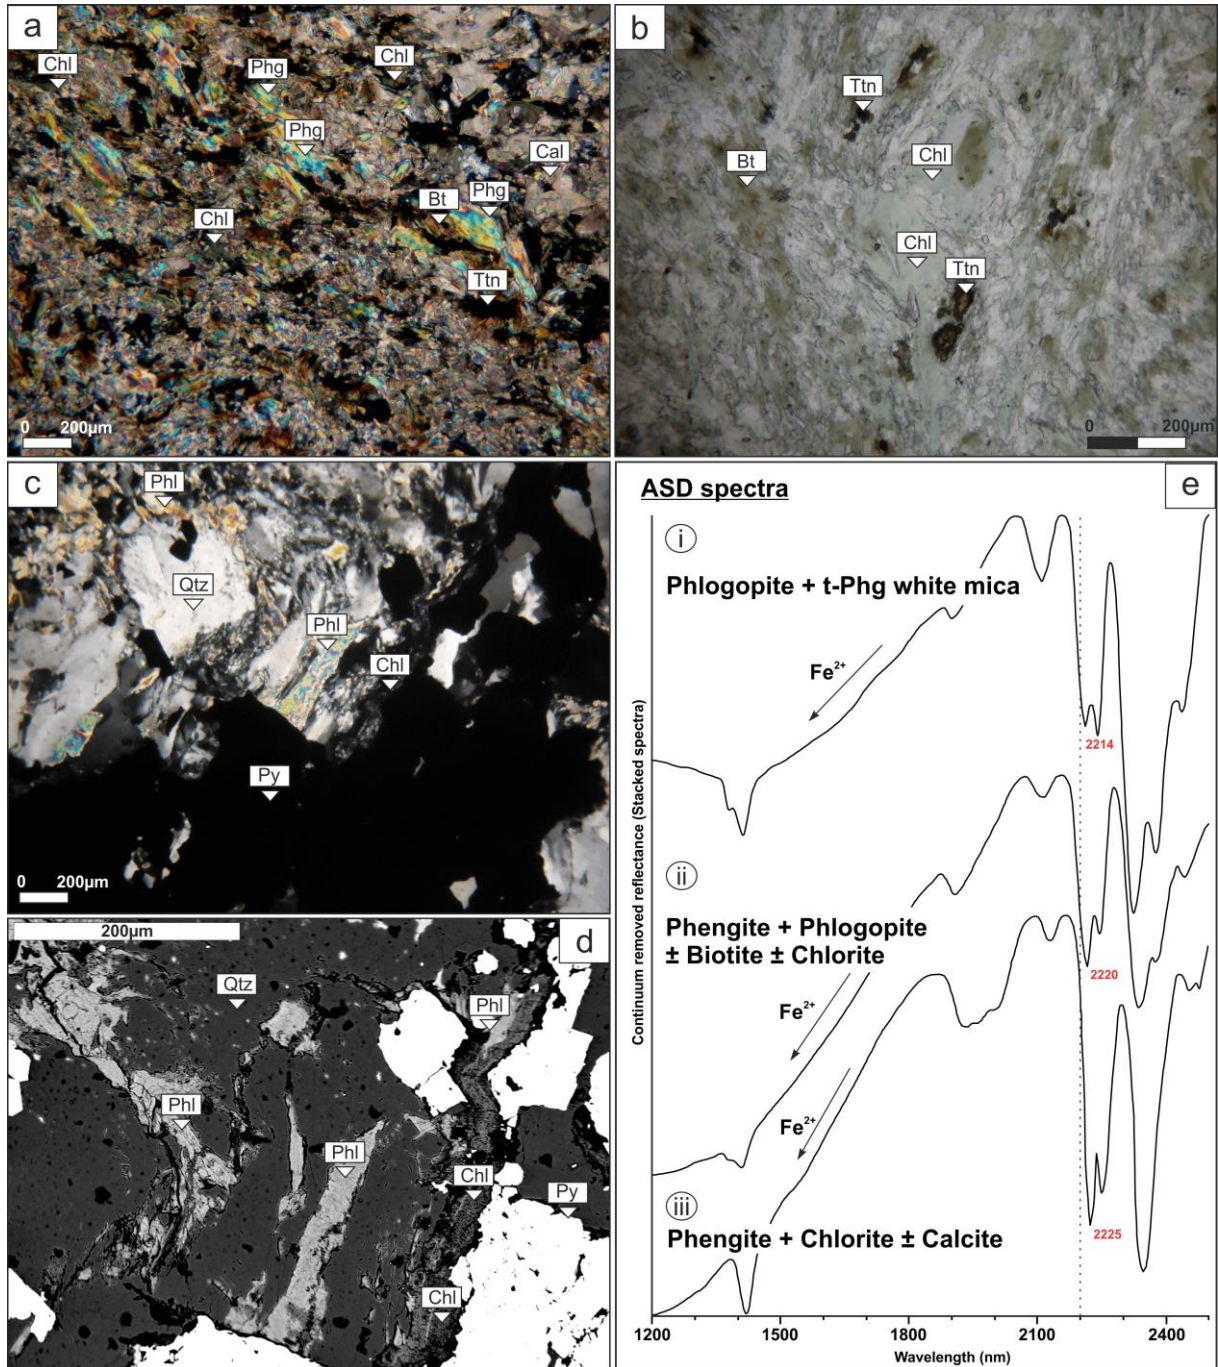 a
Chl
Phg
Chl
Phg
Cal
Bt
Phg
Chl
Ttn
0 200µm
b
Ttn
Bt
Chl
Chl
Ttn
0 200µm
c
Phl
Qtz
Phl
Chl
Py
0 200µm
200µm
d
Qtz
Phl
Phl
Phl
Chl
Py
Chl
ASD spectra
e
i
Phlogopite + t-Phg white mica
Fe²⁺
2214
ii
Phengite + Phlogopite
± Biotite ± Chlorite
2220
Fe²⁺
Fe²⁺
iii
2225
Phengite + Chlorite ± Calcite
Continuum removed reflectance (Stacked spectra)
1200 1500 1800 2100 2400
Wavelength (nm)